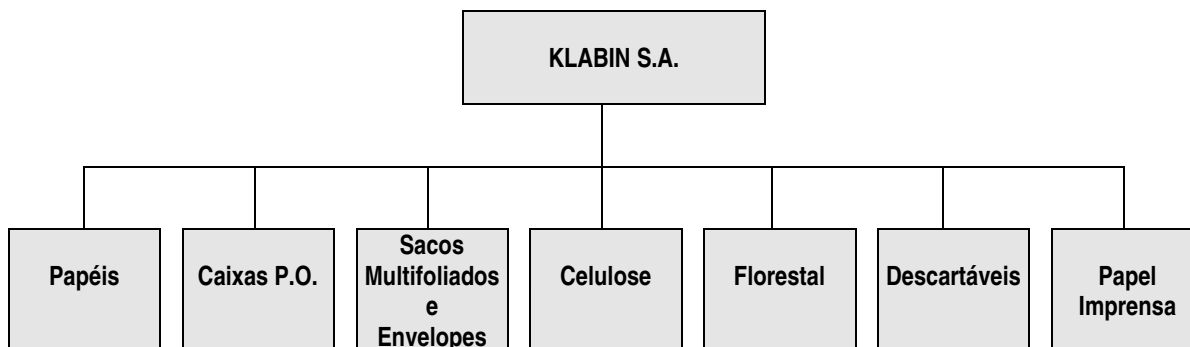 KLABIN S.A.
Papéis
Caixas P.O.
Sacos
Multifoliados
e
Envelopes
Celulose
Florestal
Descartáveis
Papel
Imprensa